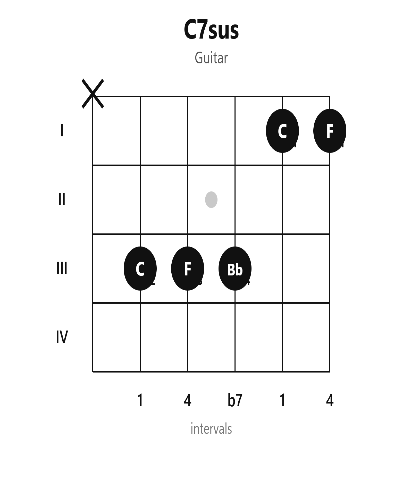 C7sus
Guitar
X
I C F
II
III C F Bb
IV
1 4 b7 1 4
intervals